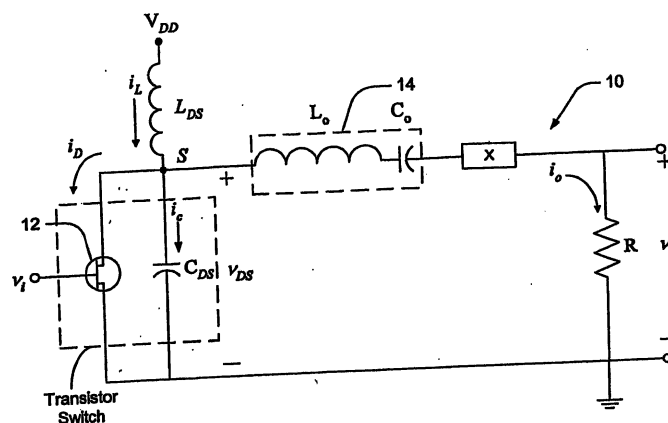 V_DD
14
10
i_L
L_DS
L_o
C_o
i_D
S
+
X
+
12
i_c
i_o
C_DS
v_DS
R
v
v_i
−
−
Transistor
Switch